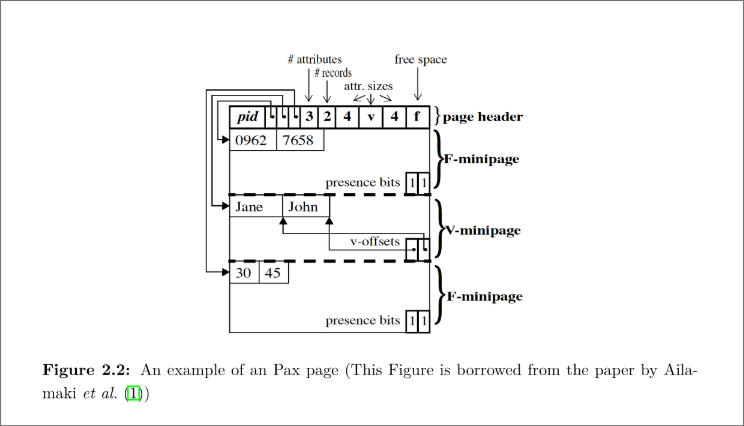 # attributes
free space
# records
attr. sizes
pid 3 2 4 v 4 f
page header
0962 7658
F-minipage
presence bits 1 1
Jane John
V-minipage
v-offsets
30 45
F-minipage
presence bits 1 1
Figure 2.2: An example of an Pax page (This Figure is borrowed from the paper by Aila-
maki et al. (1))